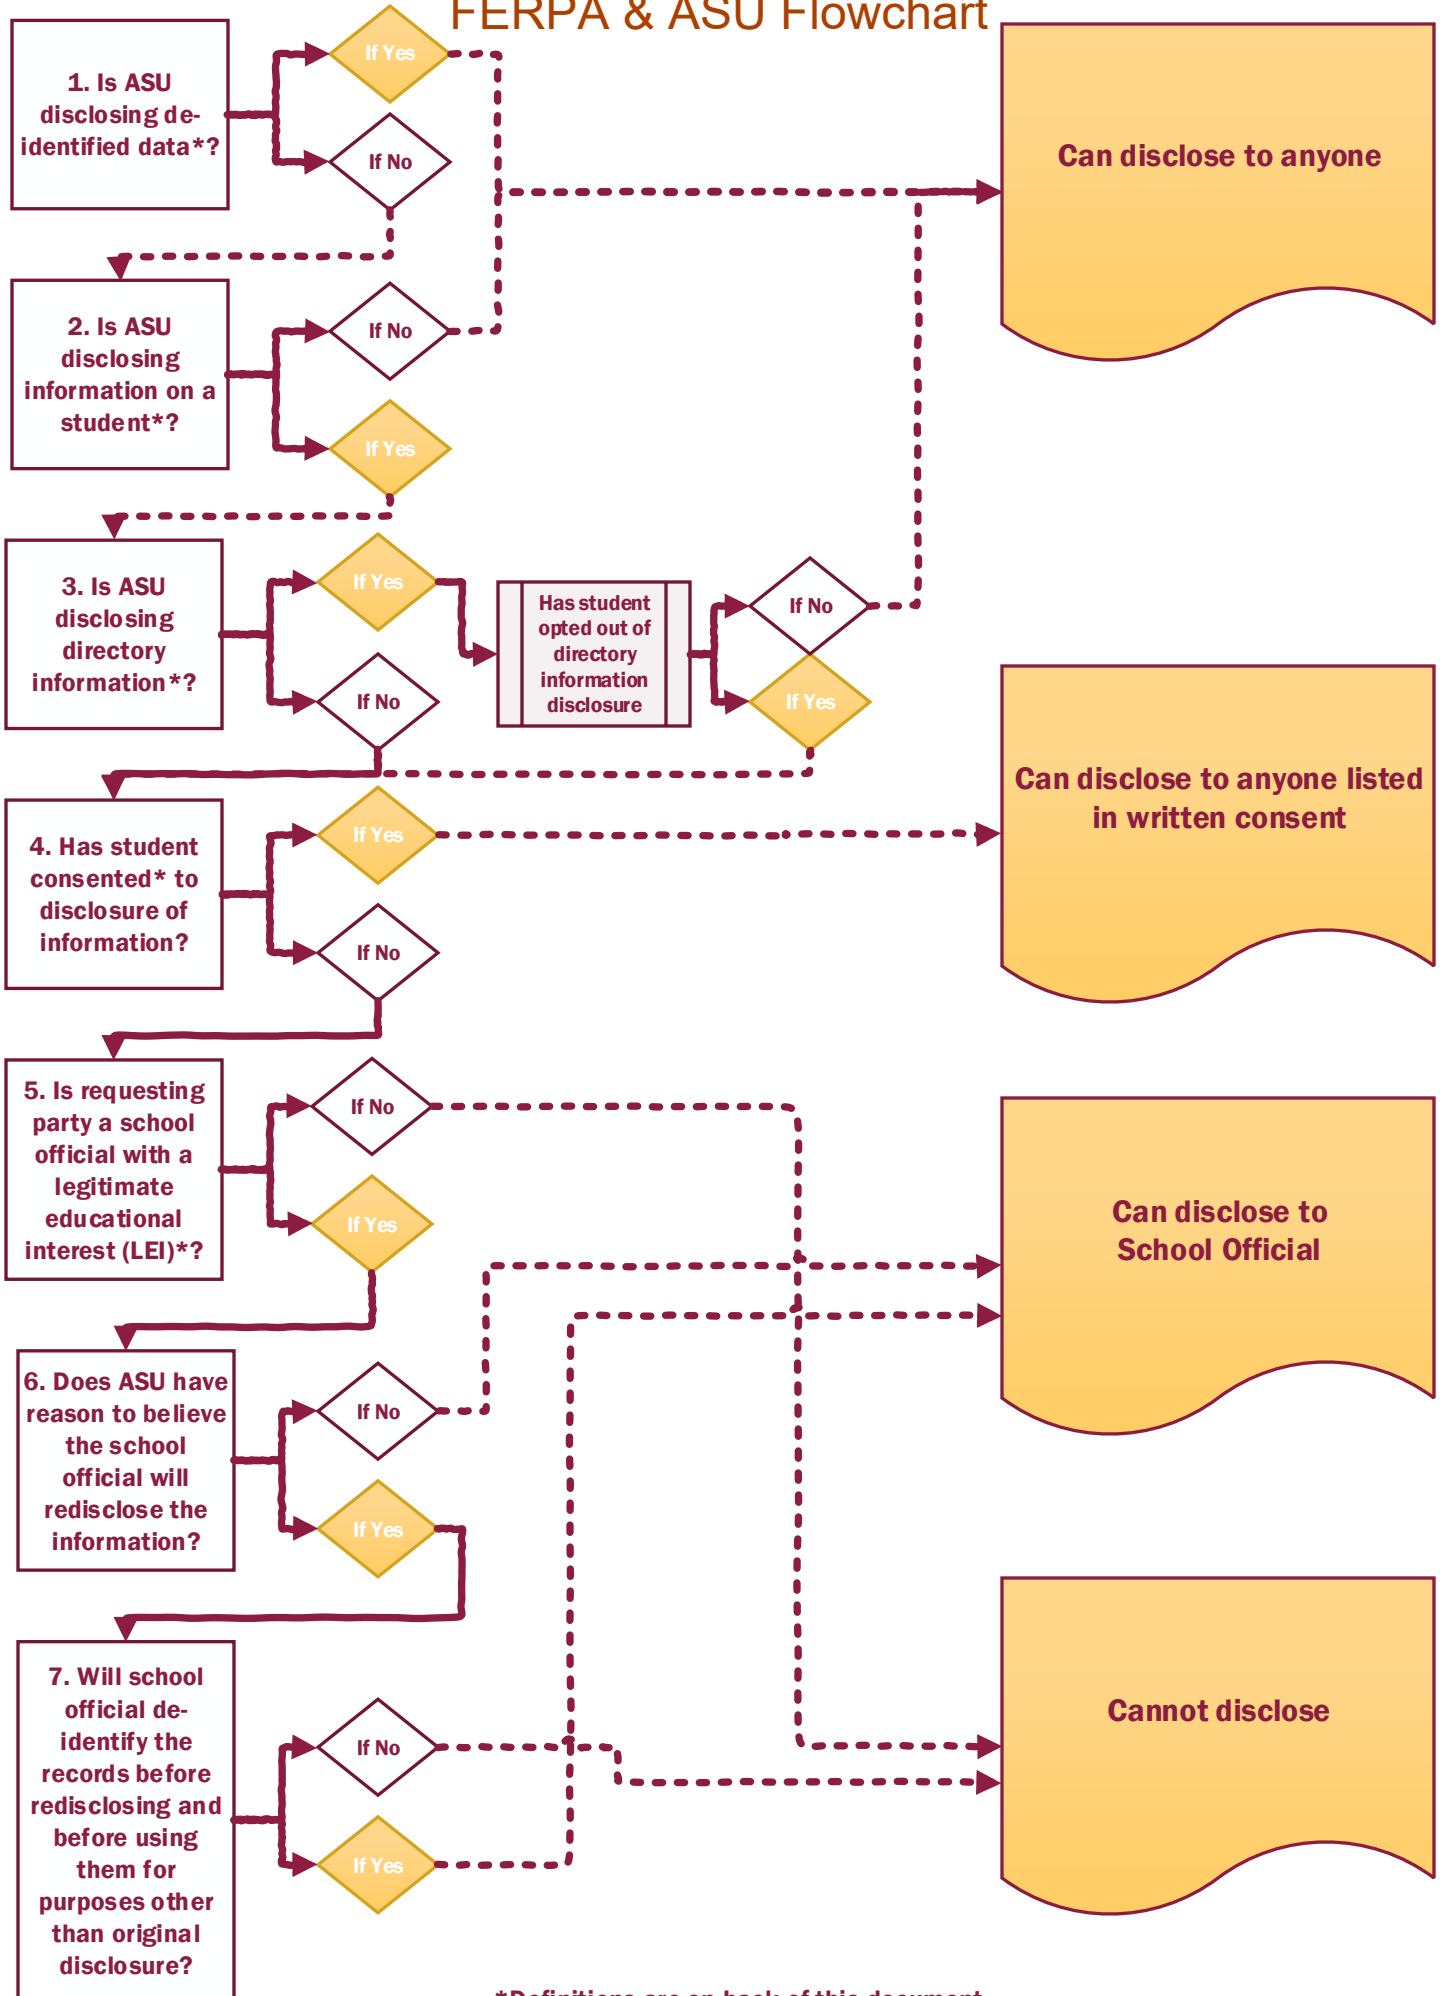 FERPA & ASU Flowchart
1. Is ASU
disclosing de-
identified data*?
If Yes
If No
Can disclose to anyone
2. Is ASU
disclosing
information on a
student*?
If No
If Yes
3. Is ASU
disclosing
directory
information*?
If Yes
If No
Has student
opted out of
directory
information
disclosure
If No
If Yes
Can disclose to anyone listed
in written consent
4. Has student
consented* to
disclosure of
information?
If Yes
If No
5. Is requesting
party a school
official with a
legitimate
educational
interest (LEI)*?
If No
If Yes
Can disclose to
School Official
6. Does ASU have
reason to believe
the school
official will
redisclose the
information?
If No
If Yes
7. Will school
official de-
identify the
records before
redisclosing and
before using
them for
purposes other
than original
disclosure?
If No
If Yes
Cannot disclose
*Definitions are on back of this document